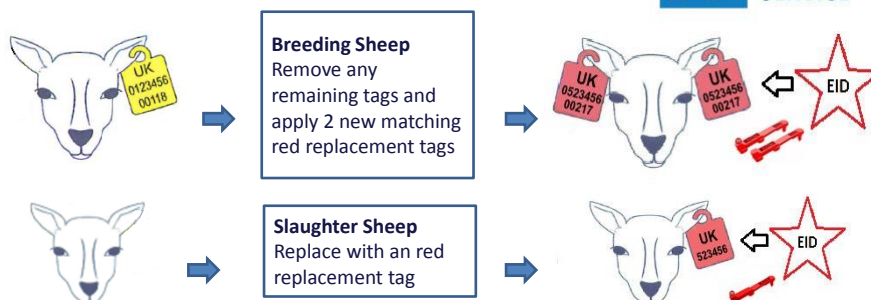 UK
0123456
00118
Breeding Sheep
Remove any
remaining tags and
apply 2 new matching
red replacement tags
UK
0523456
00217
UK
0523456
00217
EID
Slaughter Sheep
Replace with an red
replacement tag
UK
523456
EID